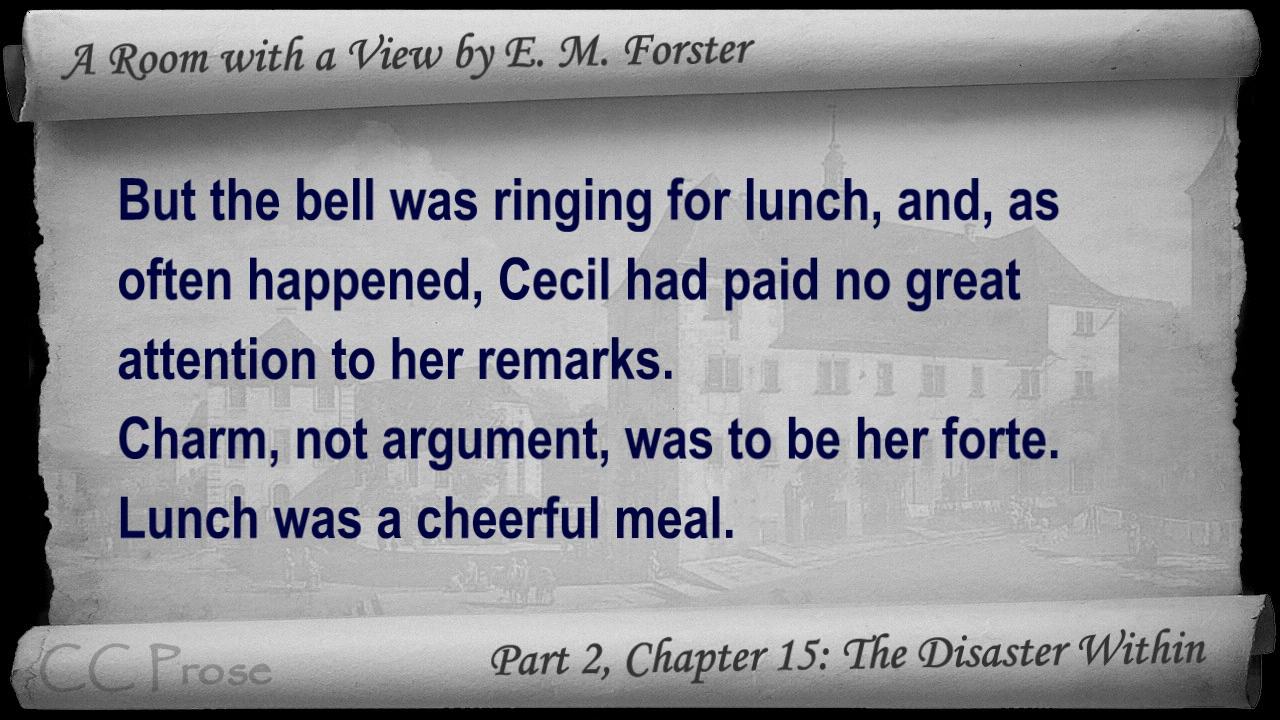 A Room with a View by E. M. Forster
But the bell was ringing for lunch, and, as
often happened, Cecil had paid no great
attention to her remarks.
Charm, not argument, was to be her forte.
Lunch was a cheerful meal.
CC Prose
Part 2, Chapter 15: The Disaster Within